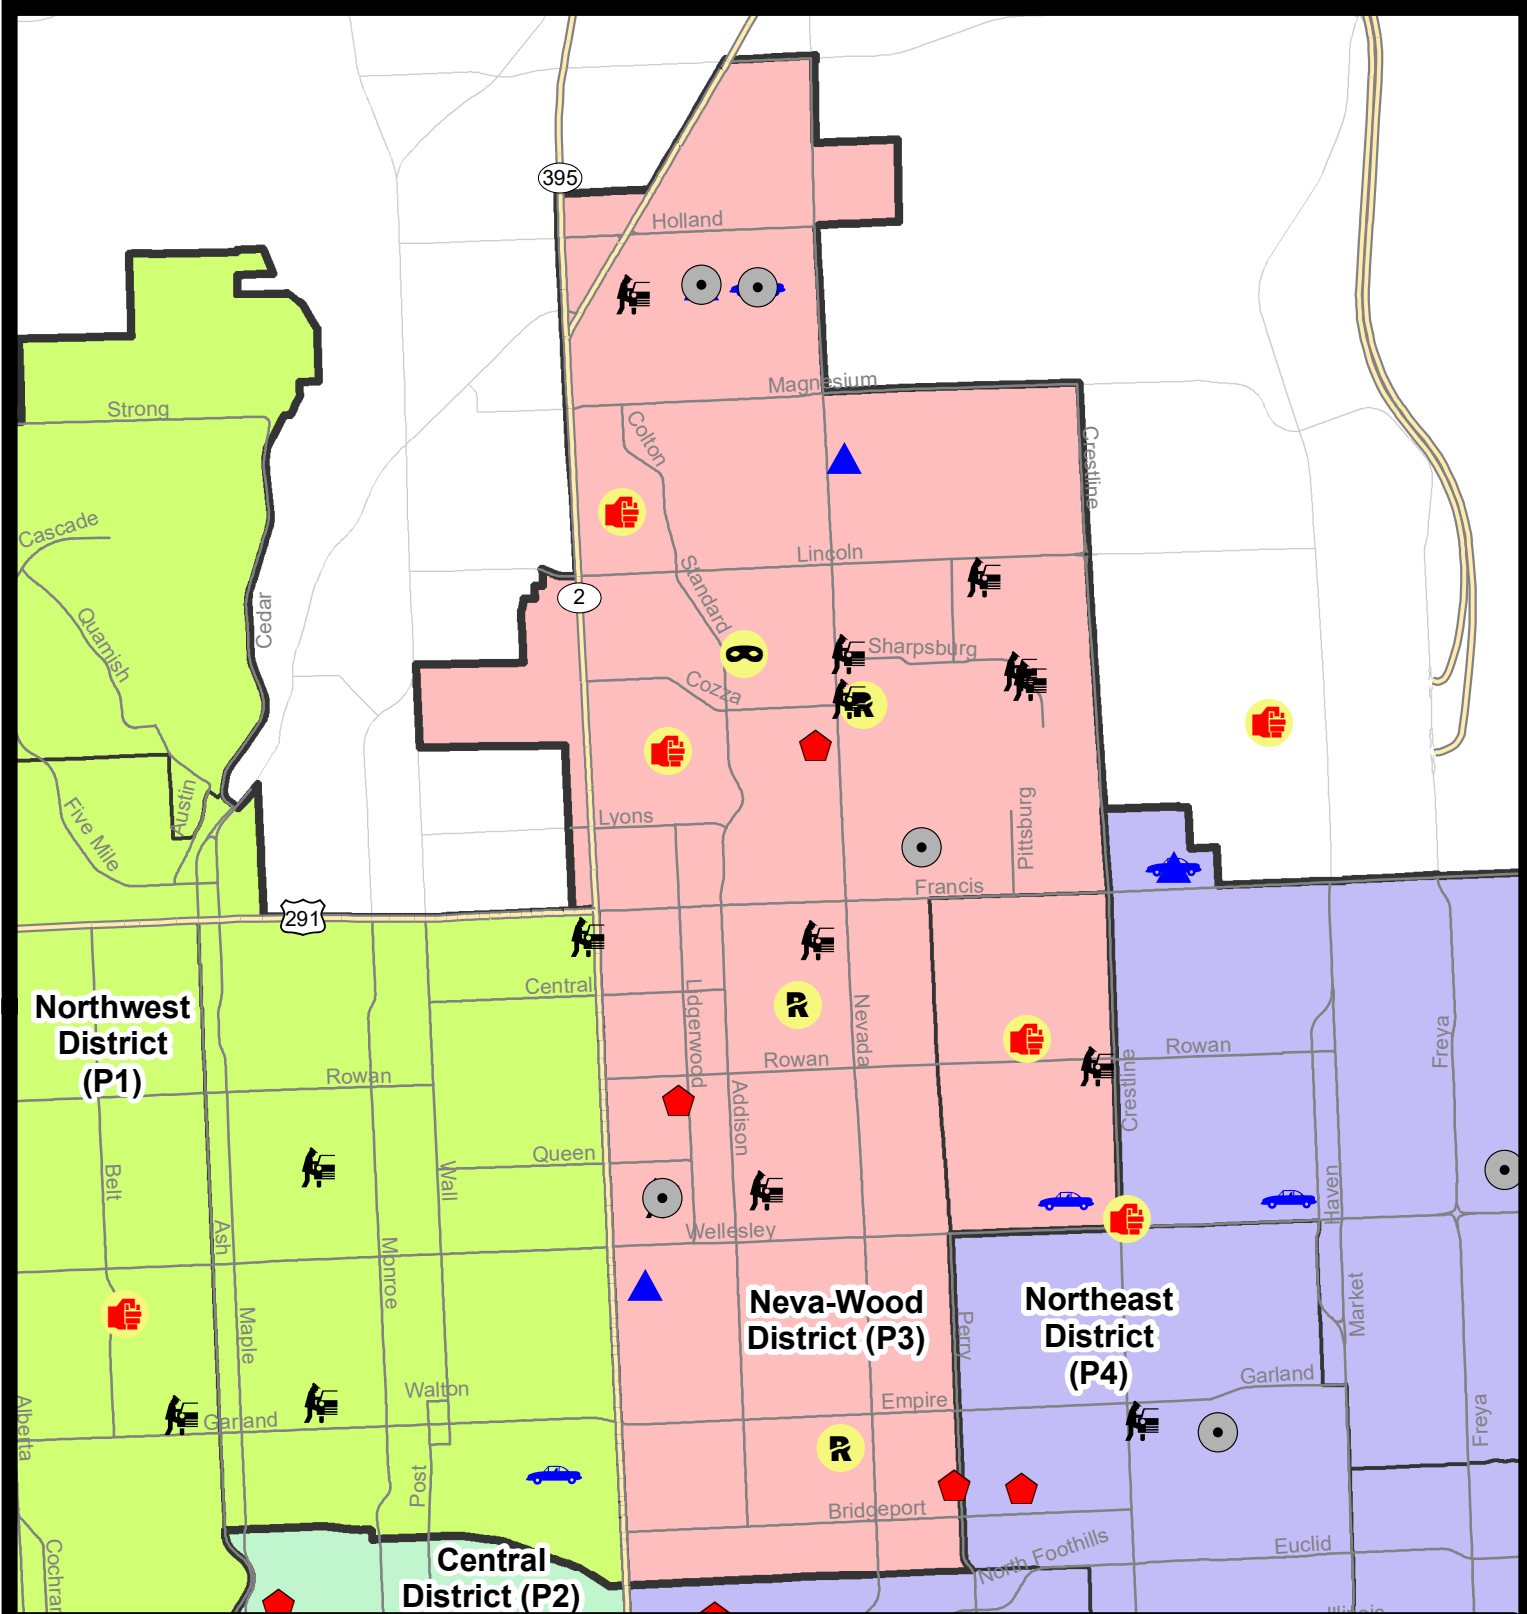 395
Holland
Magnesium
Strong
Colton
Crestline
Cascade
Lincoln
Standard
2
Quamish
Cedar
Sharpsburg
Cozza
Five Mile
Austin
Lyons
Pittsburg
Francis
291
Central
Lidgerwood
Nevada
Northwest
District
(P1)
Freya
Rowan
Rowan
Rowan
Addison
Crestline
Queen
Belt
Wall
Haven
Ash
Wellesley
Monroe
Maple
Neva-Wood
District (P3)
Northeast
District
(P4)
Perry
Market
Walton
Garland
Garland
Empire
Alberta
Freya
Post
Bridgeport
North Foothills
Euclid
Cochran
Central
District (P2)